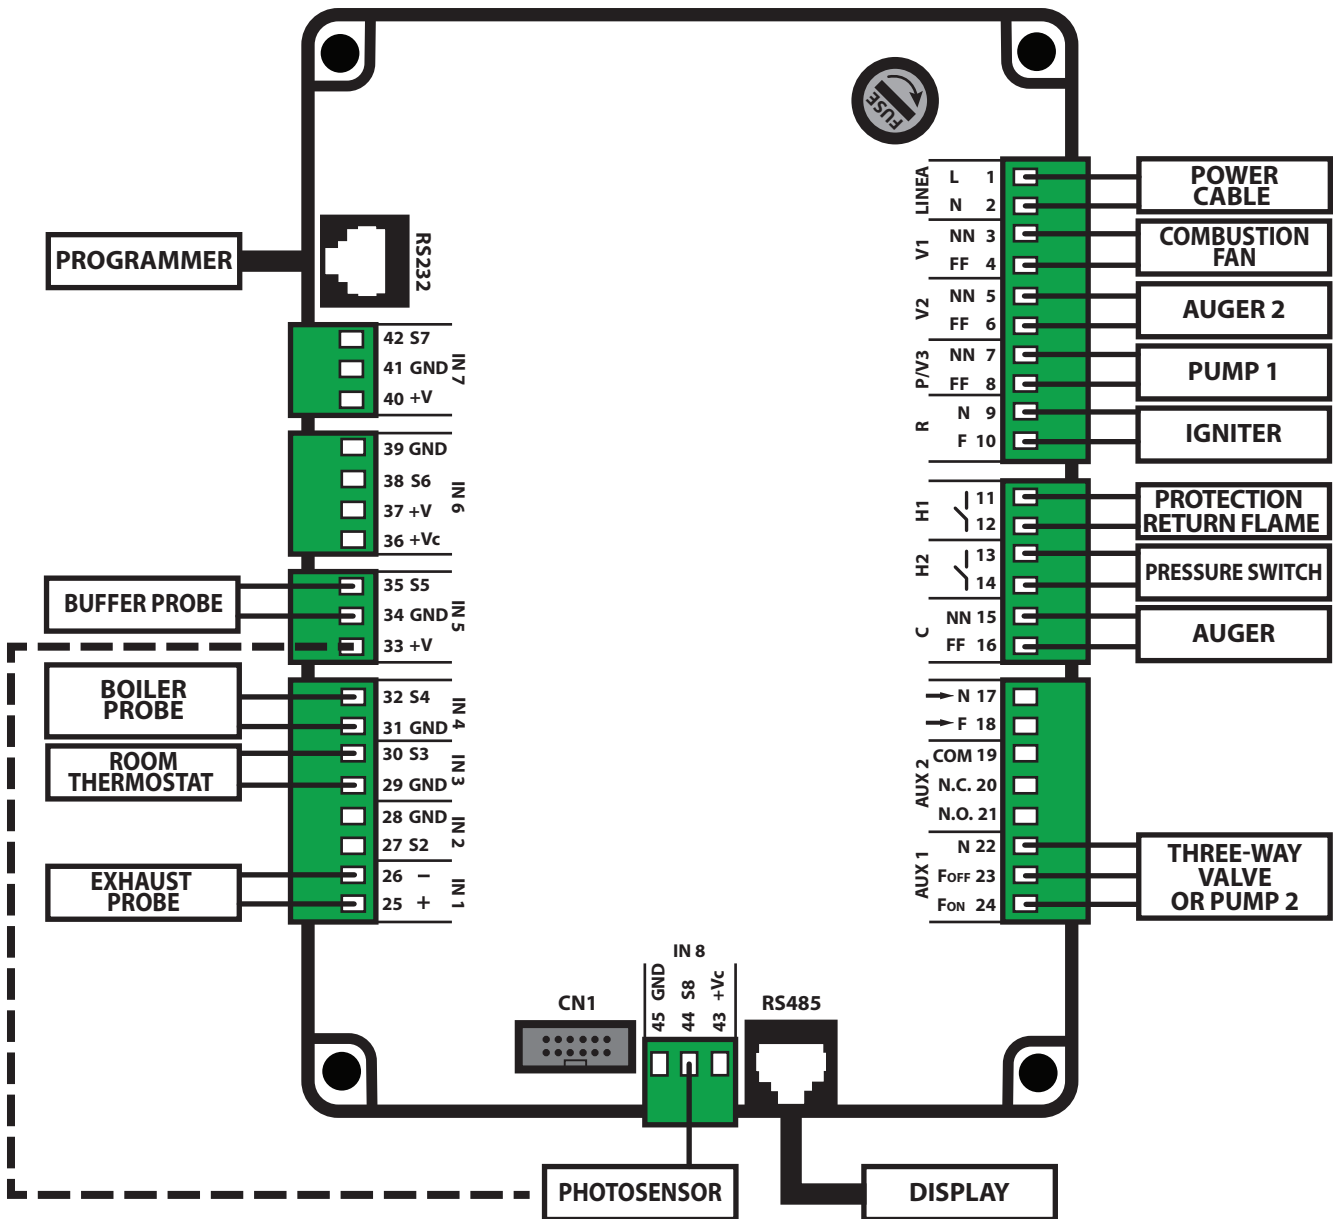 FUSE
PROGRAMMER
RS232
42 S7
41 GND
40 +V
IN 7
39 GND
38 S6
37 +V
36 +Vc
IN 6
BUFFER PROBE
35 S5
34 GND
33 +V
IN 5
BOILER
PROBE
32 S4
31 GND
IN 4
ROOM
THERMOSTAT
30 S3
29 GND
IN 3
28 GND
27 S2
IN 2
EXHAUST
PROBE
26 −
25 +
IN 1
LINEA
L 1
N 2
POWER
CABLE
V1
NN 3
FF 4
COMBUSTION
FAN
V2
NN 5
FF 6
AUGER 2
P/V3
NN 7
FF 8
PUMP 1
R
N 9
F 10
IGNITER
H1
11
12
PROTECTION
RETURN FLAME
H2
13
14
PRESSURE SWITCH
C
NN 15
FF 16
AUGER
N 17
F 18
AUX 2
COM 19
N.C. 20
N.O. 21
AUX 1
N 22
FOFF 23
FON 24
THREE-WAY
VALVE
OR PUMP 2
CN1
IN 8
45 GND
44 S8
43 +Vc
RS485
PHOTOSENSOR
DISPLAY